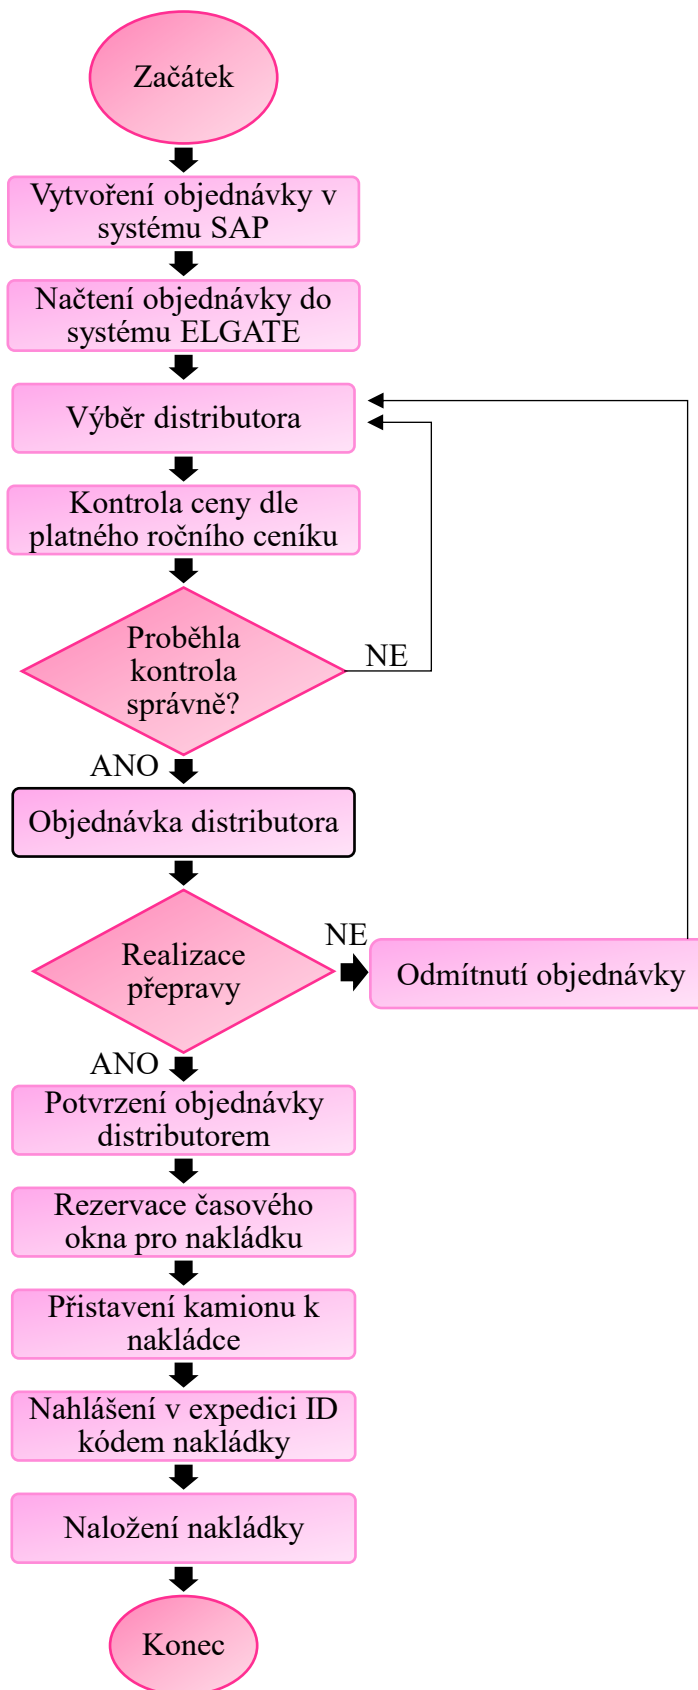 Začátek
Vytvoření objednávky v
systému SAP
Načtení objednávky do
systému ELGATE
Výběr distributora
Kontrola ceny dle
platného ročního ceníku
Proběhla
kontrola
správně?
NE
ANO
Objednávka distributora
Realizace
přepravy
NE
Odmítnutí objednávky
ANO
Potvrzení objednávky
distributorem
Rezervace časového
okna pro nakládku
Přistavení kamionu k
nakládce
Nahlášení v expedici ID
kódem nakládky
Naložení nakládky
Konec